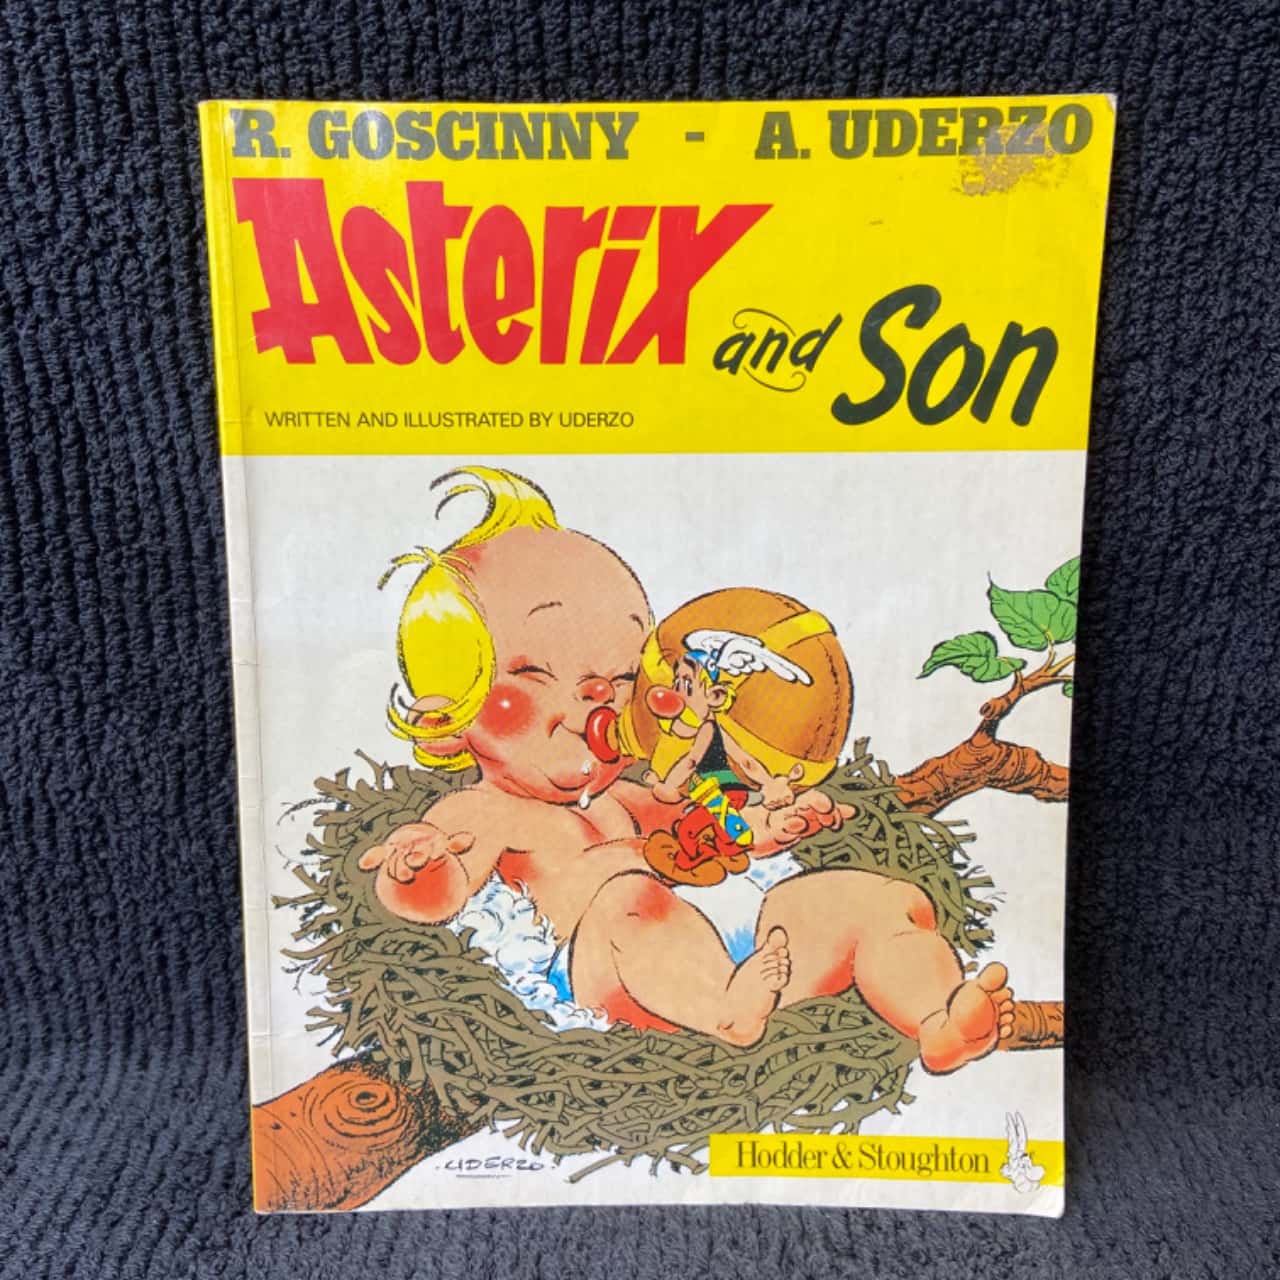 R. GOSCINNY - A. UDERZO
Asterix
and Son
WRITTEN AND ILLUSTRATED BY UDERZO
. UDERZO .
Hodder & Stoughton